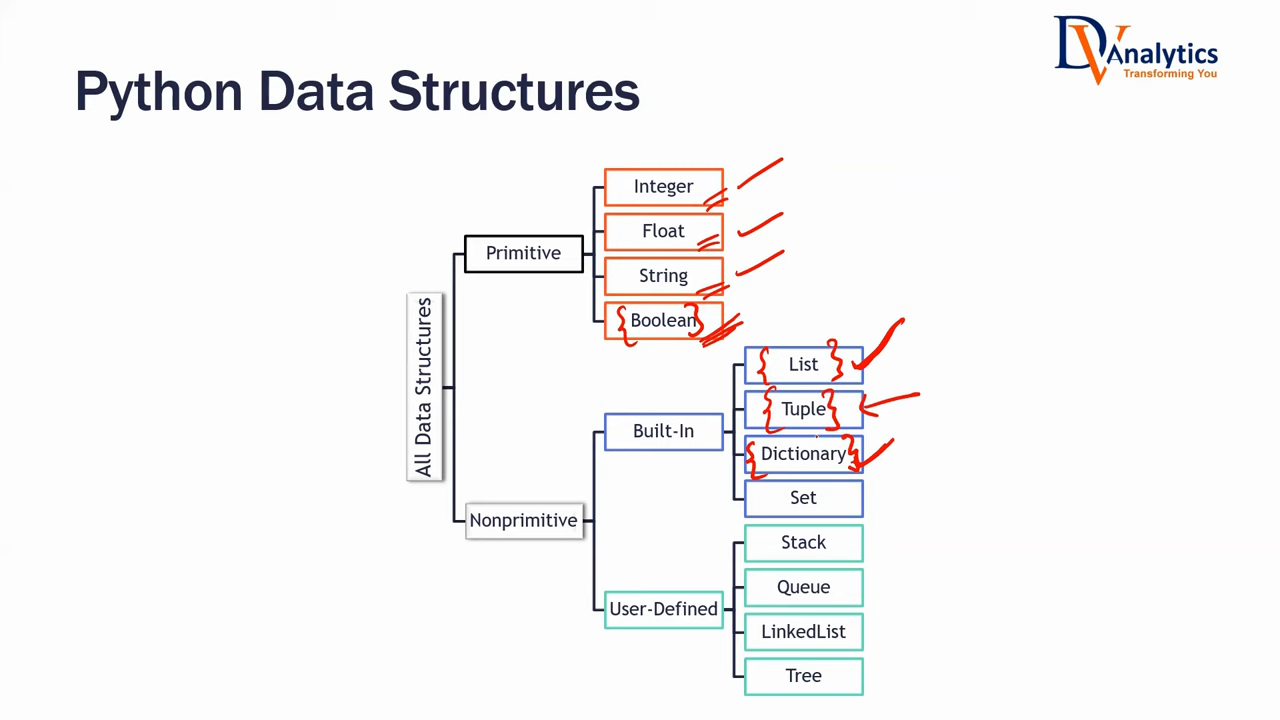 DV Analytics
Transforming You
Python Data Structures
All Data Structures
Primitive
Integer
Float
String
Boolean
Nonprimitive
Built-In
List
Tuple
Dictionary
Set
User-Defined
Stack
Queue
LinkedList
Tree